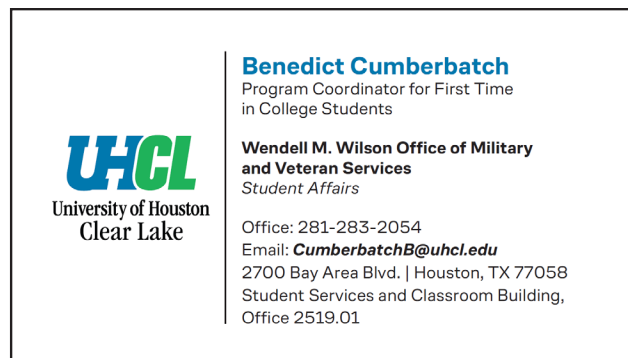 UHCL
University of Houston
Clear Lake
Benedict Cumberbatch
Program Coordinator for First Time
in College Students
Wendell M. Wilson Office of Military
and Veteran Services
Student Affairs
Office: 281-283-2054
Email: CumberbatchB@uhcl.edu
2700 Bay Area Blvd. | Houston, TX 77058
Student Services and Classroom Building,
Office 2519.01